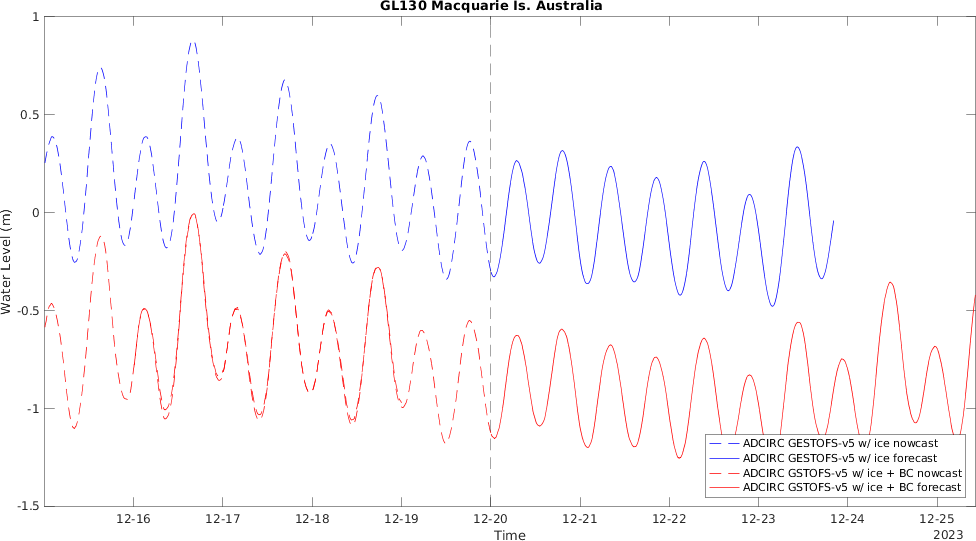 GL130 Macquarie Is. Australia
1
0.5
0
-0.5
-1
-1.5
Water Level (m)
ADCIRC GESTOFS-v5 w/ ice nowcast
ADCIRC GESTOFS-v5 w/ ice forecast
ADCIRC GSTOFS-v5 w/ ice + BC nowcast
ADCIRC GSTOFS-v5 w/ ice + BC forecast
12-16 12-17 12-18 12-19 12-20 12-21 12-22 12-23 12-24 12-25
Time
2023